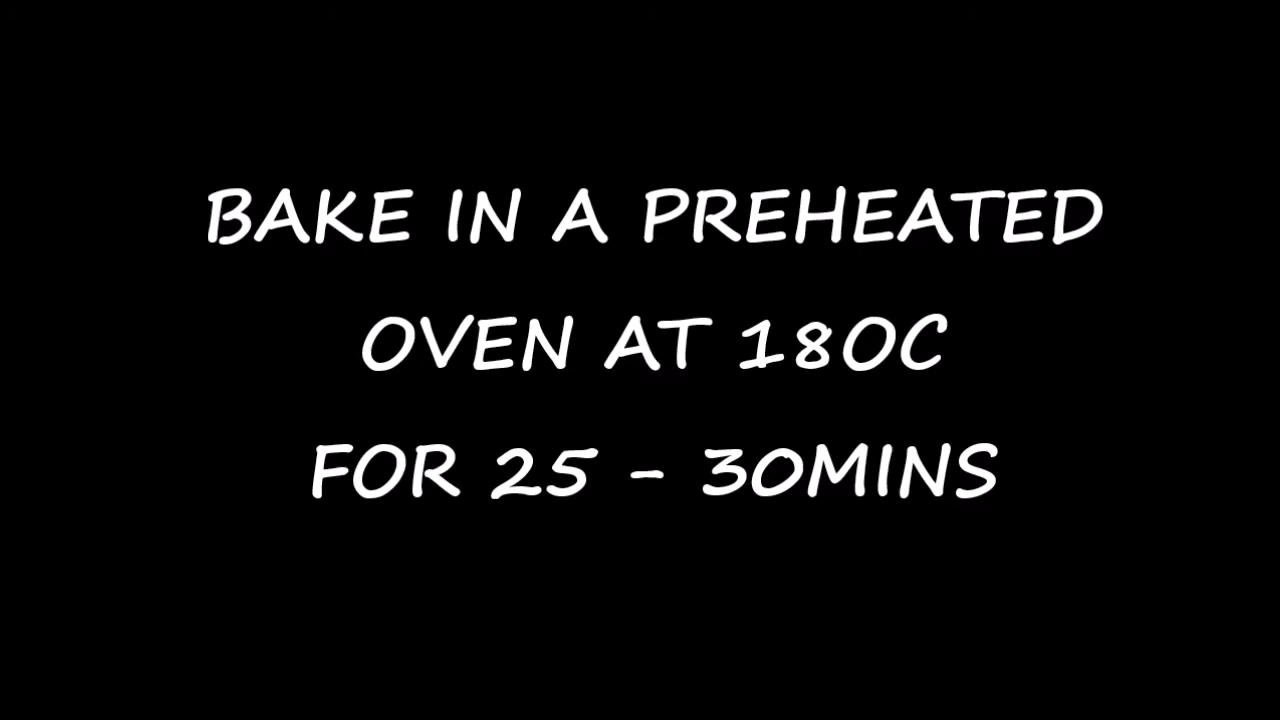 BAKE IN A PREHEATED
OVEN AT 180C
FOR 25 - 30MINS